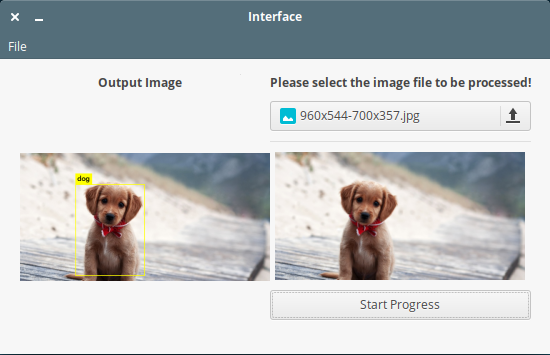 Interface
File
Output Image
Please select the image file to be processed!
960x544-700x357.jpg
dog
Start Progress